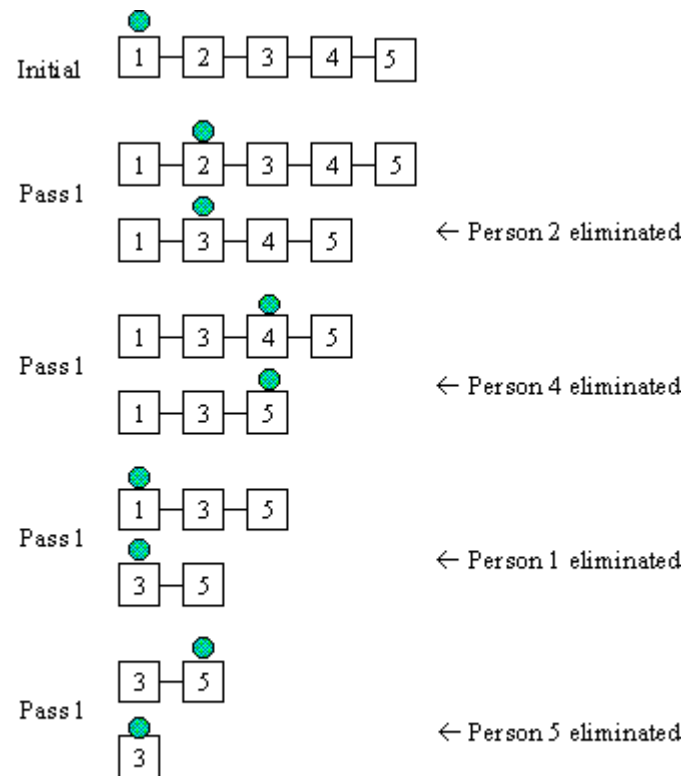 Initial 1 2 3 4 5
1 2 3 4 5
Pass 1
1 3 4 5 ← Person 2 eliminated
1 3 4 5
Pass 1
1 3 5 ← Person 4 eliminated
1 3 5
Pass 1
3 5 ← Person 1 eliminated
3 5
Pass 1
3 ← Person 5 eliminated